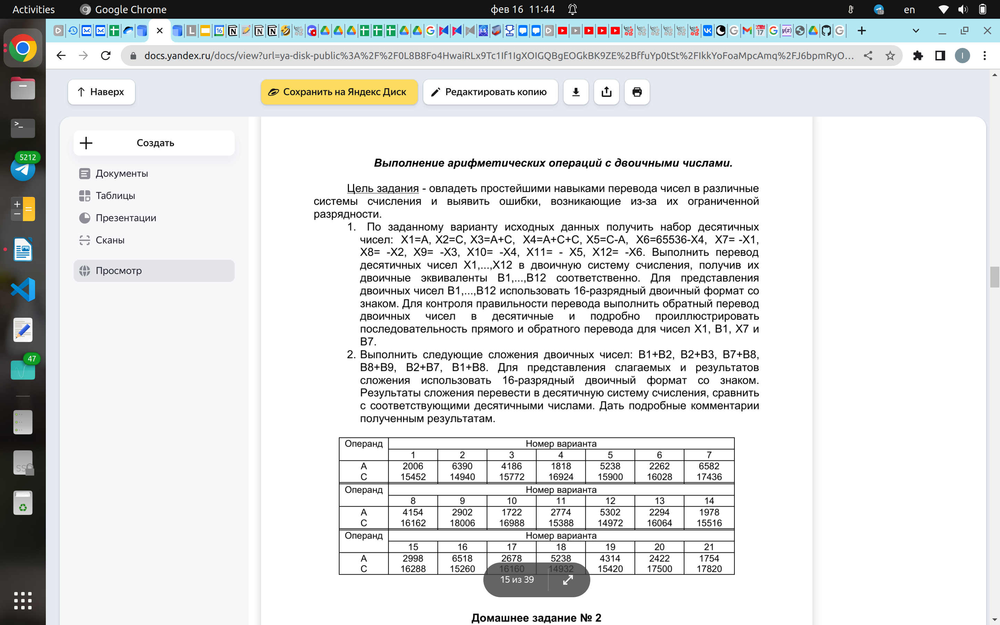 Activities Google Chrome фев 16 11:44 en
12
docs.yandex.ru/docs/view?url=ya-disk-public%3A%2F%2F0L8B8Fo4HwaiRLx9Tc1If1IgXOIGQBgEOGkBK9ZE%2BffuYp0tSt%2FIkkYoFoaMpcAmq%2FJ6bpmRyO...
Наверх Сохранить на Яндекс Диск Редактировать копию
Создать
Документы
Таблицы
Презентации
Сканы
Просмотр
5212
47
Выполнение арифметических операций с двоичными числами.
Цель задания - овладеть простейшими навыками перевода чисел в различные
системы счисления и выявить ошибки, возникающие из-за их ограниченной
разрядности.
1. По заданному варианту исходных данных получить набор десятичных
чисел: X1=A, X2=C, X3=A+C, X4=A+C+C, X5=C-A, X6=65536-X4, X7= -X1,
X8= -X2, X9= -X3, X10= -X4, X11= - X5, X12= -X6. Выполнить перевод
десятичных чисел X1,...,X12 в двоичную систему счисления, получив их
двоичные эквиваленты B1,...,B12 соответственно. Для представления
двоичных чисел B1,...,B12 использовать 16-разрядный двоичный формат со
знаком. Для контроля правильности перевода выполнить обратный перевод
двоичных чисел в десятичные и подробно проиллюстрировать
последовательность прямого и обратного перевода для чисел X1, B1, X7 и
B7.
2. Выполнить следующие сложения двоичных чисел: B1+B2, B2+B3, B7+B8,
B8+B9, B2+B7, B1+B8. Для представления слагаемых и результатов
сложения использовать 16-разрядный двоичный формат со знаком.
Результаты сложения перевести в десятичную систему счисления, сравнить
с соответствующими десятичными числами. Дать подробные комментарии
полученным результатам.
Операнд Номер варианта
1 2 3 4 5 6 7
A 2006 6390 4186 1818 5238 2262 6582
C 15452 14940 15772 16924 15900 16028 17436
Операнд Номер варианта
8 9 10 11 12 13 14
A 4154 2902 1722 2774 5302 2294 1978
C 16162 18006 16988 15388 14972 16064 15516
Операнд Номер варианта
15 16 17 18 19 20 21
A 2998 6518 2678 5238 4314 2422 1754
C 16288 15260 16160 14932 15420 17500 17820
15 из 39
Домашнее задание № 2